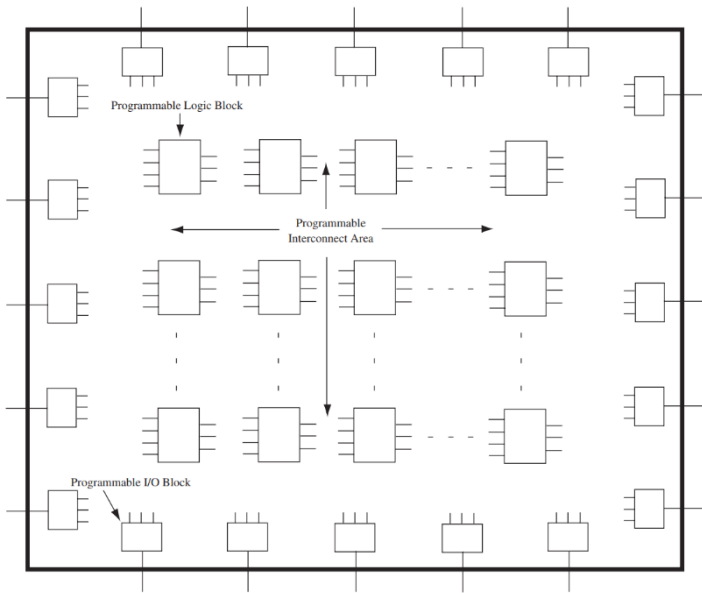 Programmable Logic Block
Programmable
Interconnect Area
Programmable I/O Block